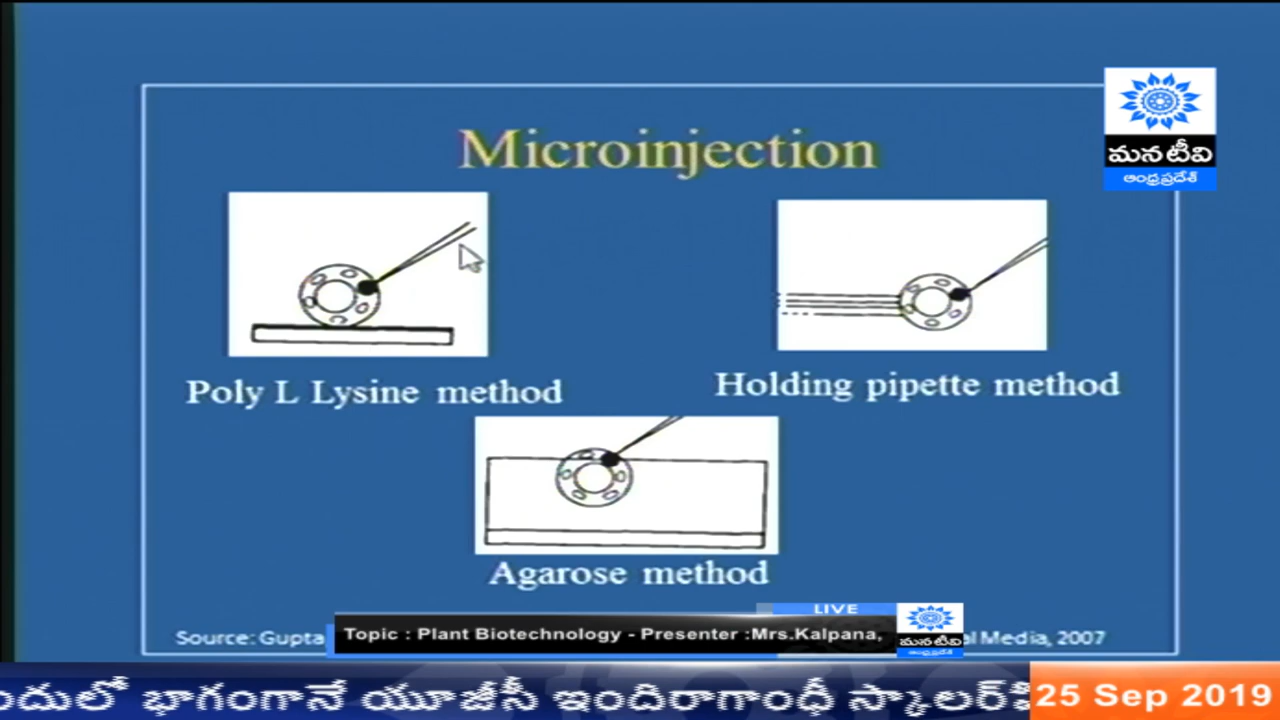 Microinjection
మన టీవి
ఆంధ్రప్రదేశ్
Poly L Lysine method
Holding pipette method
Agarose method
LIVE
Source: Gupta
Topic : Plant Biotechnology - Presenter :Mrs.Kalpana,
మన టీవి
al Media, 2007
ందులో భాగంగానే యూజీసీ ఇందిరాగాంధీ స్కాలర్‌షి
25 Sep 2019